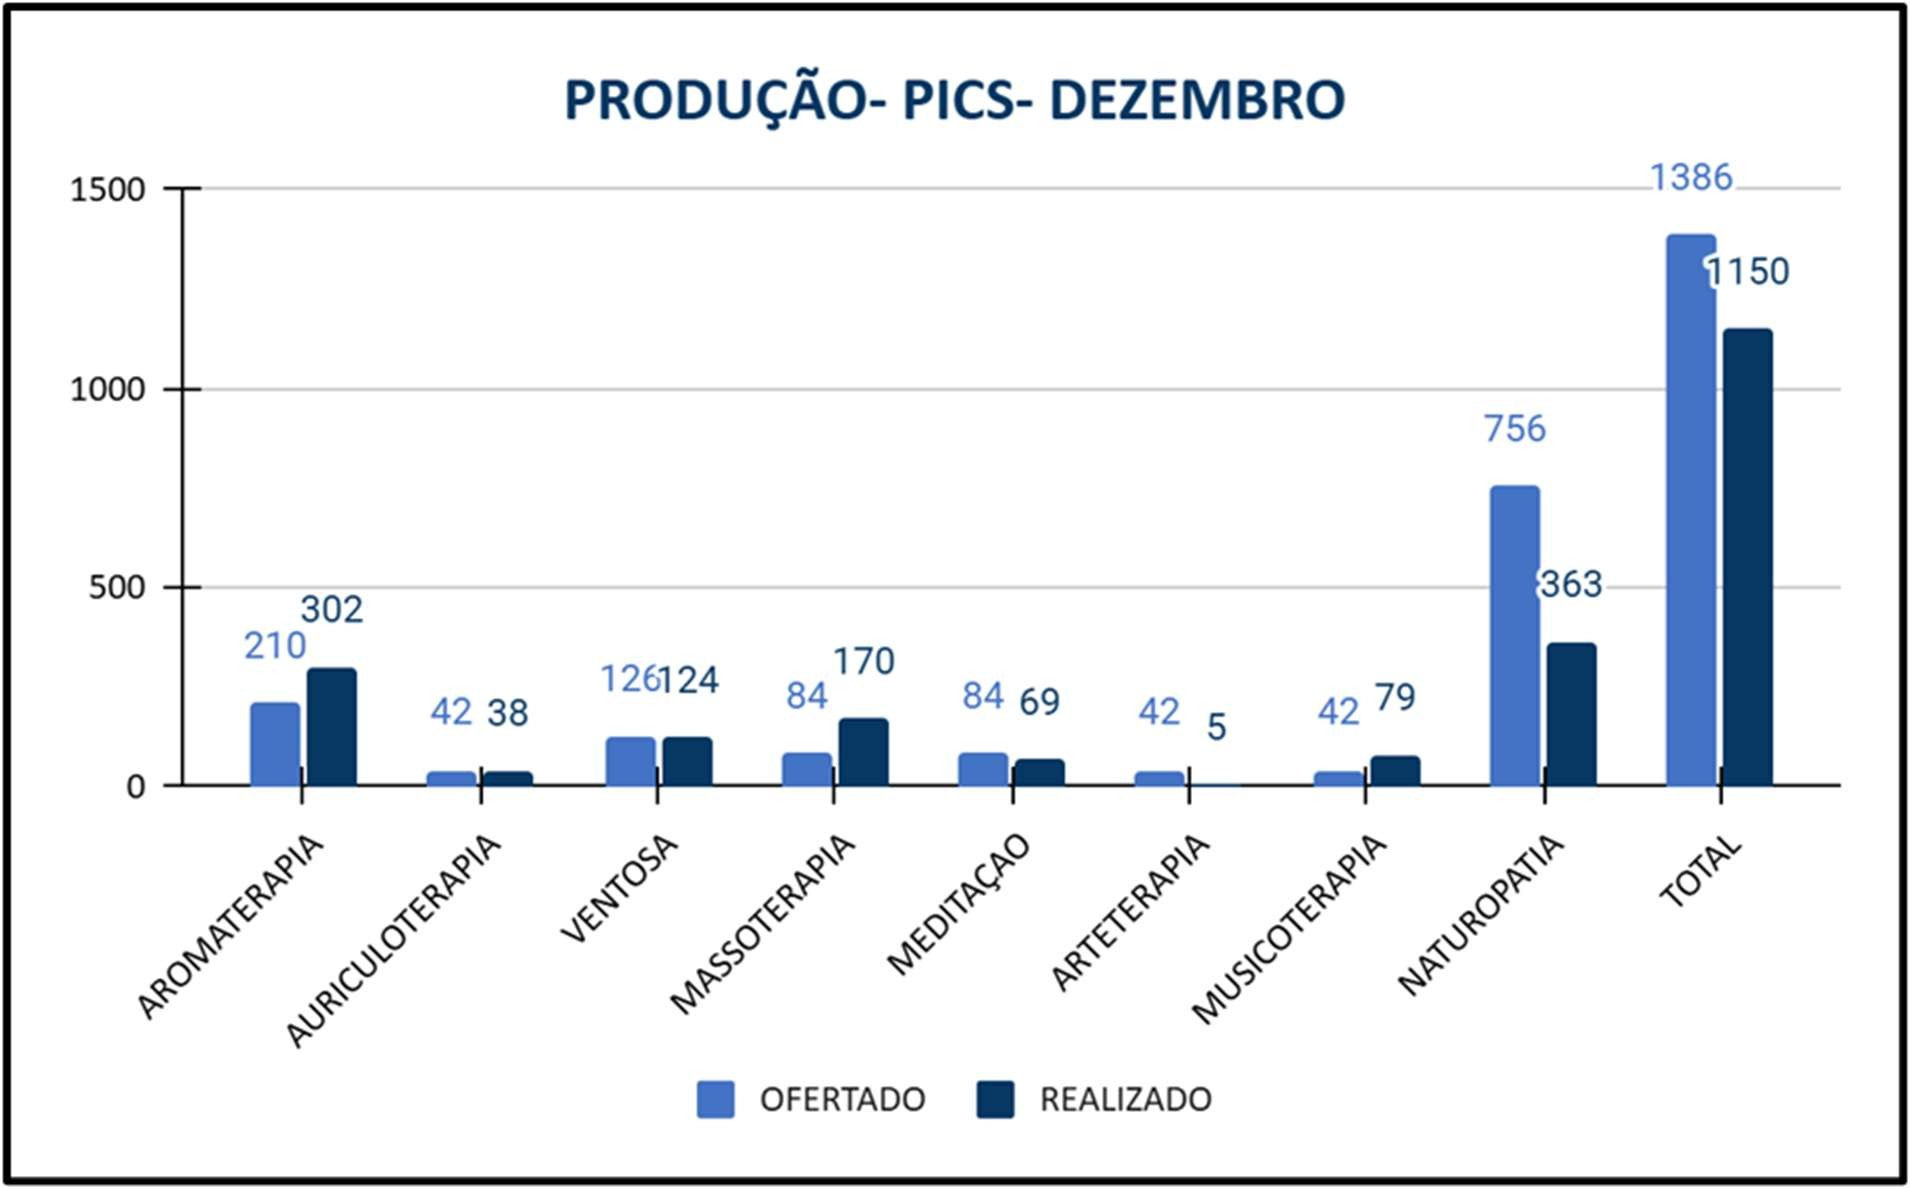 PRODUÇÃO- PICS- DEZEMBRO
1500
1000
500
0
210
302
42
38
126
124
84
170
84
69
42
5
42
79
756
363
1386
1150
AROMATERAPIA
AURICULOTERAPIA
VENTOSA
MASSOTERAPIA
MEDITAÇAO
ARTETERAPIA
MUSICOTERAPIA
NATUROPATIA
TOTAL
OFERTADO
REALIZADO